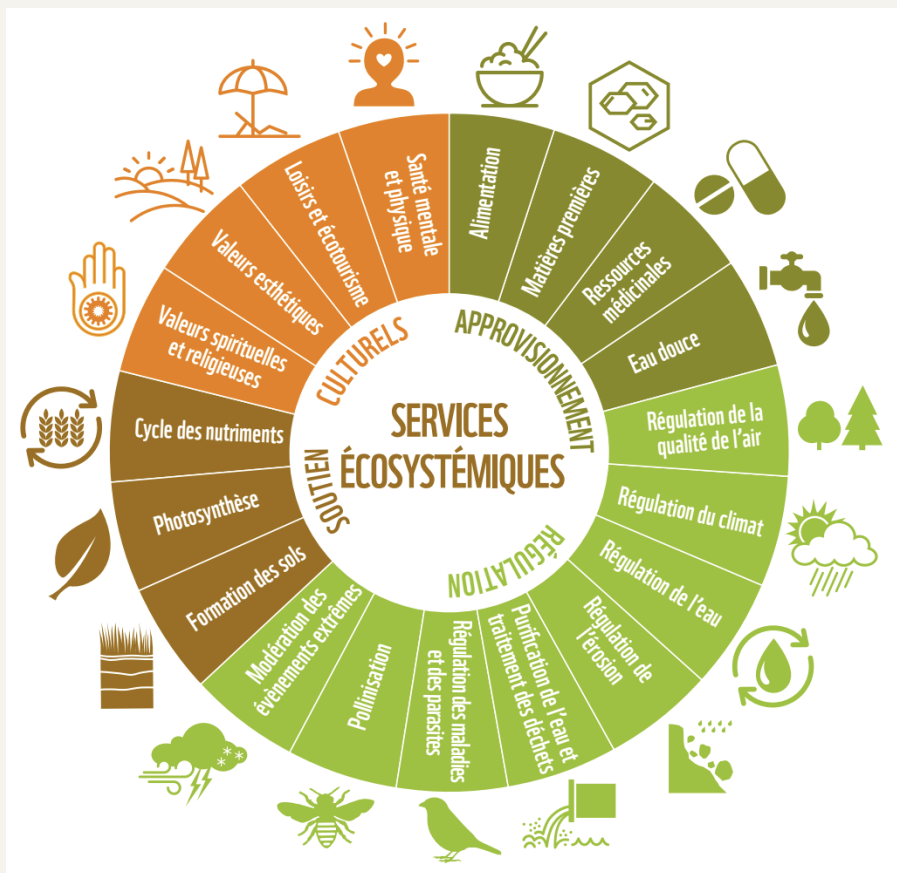 SERVICES
ÉCOSYSTÉMIQUES
APPROVISIONNEMENT
Alimentation
Matières premières
Ressources
médicinales
Eau douce
RÉGULATION
Régulation de la
qualité de l'air
Régulation du climat
Régulation de l'eau
Régulation de
l'érosion
Purification de l'eau et
traitement des déchets
Régulation des maladies
et des parasites
Pollinisation
Modération des
évènements extrêmes
SOUTIEN
Formation des sols
Photosynthèse
Cycle des nutriments
CULTURELS
Valeurs spirituelles
et religieuses
Valeurs esthétiques
Loisirs et écotourisme
Santé mentale
et physique